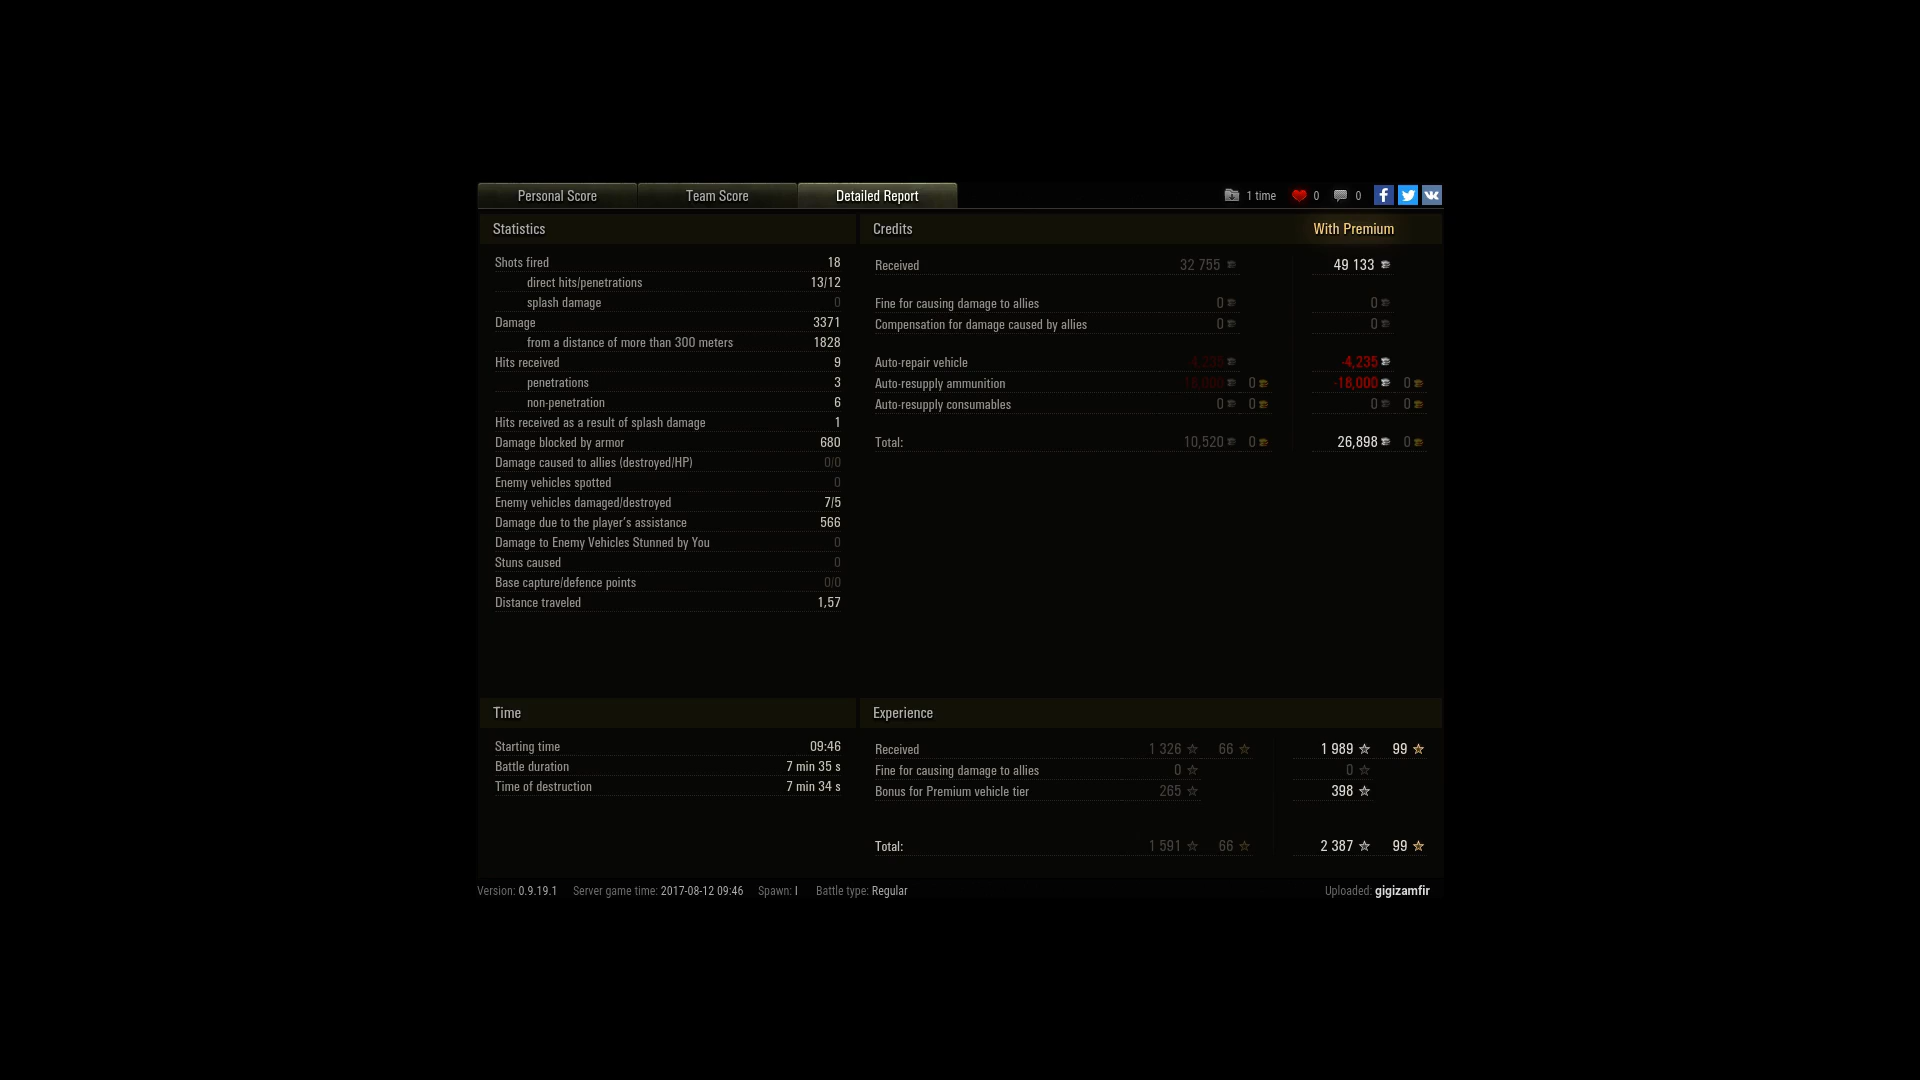 Personal Score Team Score Detailed Report 1 time 0 0
Statistics
Shots fired 18
direct hits/penetrations 13/12
splash damage 0
Damage 3371
from a distance of more than 300 meters 1828
Hits received 9
penetrations 3
non-penetration 6
Hits received as a result of splash damage 1
Damage blocked by armor 680
Damage caused to allies (destroyed/HP) 0/0
Enemy vehicles spotted 0
Enemy vehicles damaged/destroyed 7/5
Damage due to the player's assistance 566
Damage to Enemy Vehicles Stunned by You 0
Stuns caused 0
Base capture/defence points 0/0
Distance traveled 1,57
Credits With Premium
Received 32 755 49 133
Fine for causing damage to allies 0 0
Compensation for damage caused by allies 0 0
Auto-repair vehicle -4,235 -4,235
Auto-resupply ammunition -18,000 0 -18,000 0
Auto-resupply consumables 0 0 0 0
Total: 10,520 0 26,898 0
Time
Starting time 09:46
Battle duration 7 min 35 s
Time of destruction 7 min 34 s
Experience
Received 1 326 66 1 989 99
Fine for causing damage to allies 0 0
Bonus for Premium vehicle tier 265 398
Total: 1 591 66 2 387 99
Version: 0.9.19.1 Server game time: 2017-08-12 09:46 Spawn: I Battle type: Regular Uploaded: gigizamfir